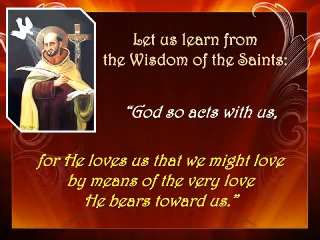 Let us learn from
the Wisdom of the Saints:
“God so acts with us,
for He loves us that we might love
by means of the very love
He bears toward us.”